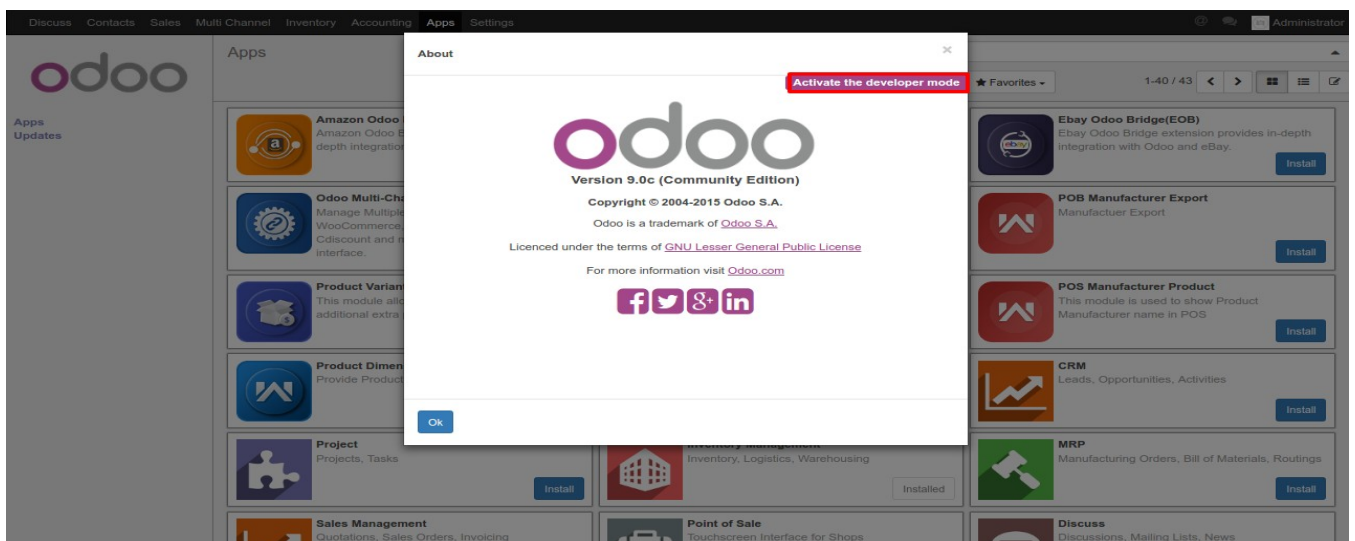 Discuss Contacts Sales Multi Channel Inventory Accounting Apps Settings
Administrator
odoo
Apps
Updates
Apps
About
×
Activate the developer mode
Favorites
1-40 / 43
odoo
Version 9.0c (Community Edition)
Copyright © 2004-2015 Odoo S.A.
Odoo is a trademark of Odoo S.A.
Licenced under the terms of GNU Lesser General Public License
For more information visit Odoo.com
Ok
Amazon Odoo
Amazon Odoo
depth integration
Ebay Odoo Bridge(EOB)
Ebay Odoo Bridge extension provides in-depth
integration with Odoo and eBay.
Install
Odoo
Manage Multiple
WooCommerce,
Cdiscount and
interface.
POB Manufacturer Export
Manufactuer Export
Install
Product
This module
additional extra
POS Manufacturer Product
This module is used to show Product
Manufacturer name in POS
Install
Product
Provide Product
CRM
Leads, Opportunities, Activities
Install
Project
Projects, Tasks
Install
Inventory Management
Inventory, Logistics, Warehousing
Installed
MRP
Manufacturing Orders, Bill of Materials, Routings
Install
Sales Management
Quotations, Sales Orders, Invoicing
Point of Sale
Touchscreen Interface for Shops
Discuss
Discussions, Mailing Lists, News